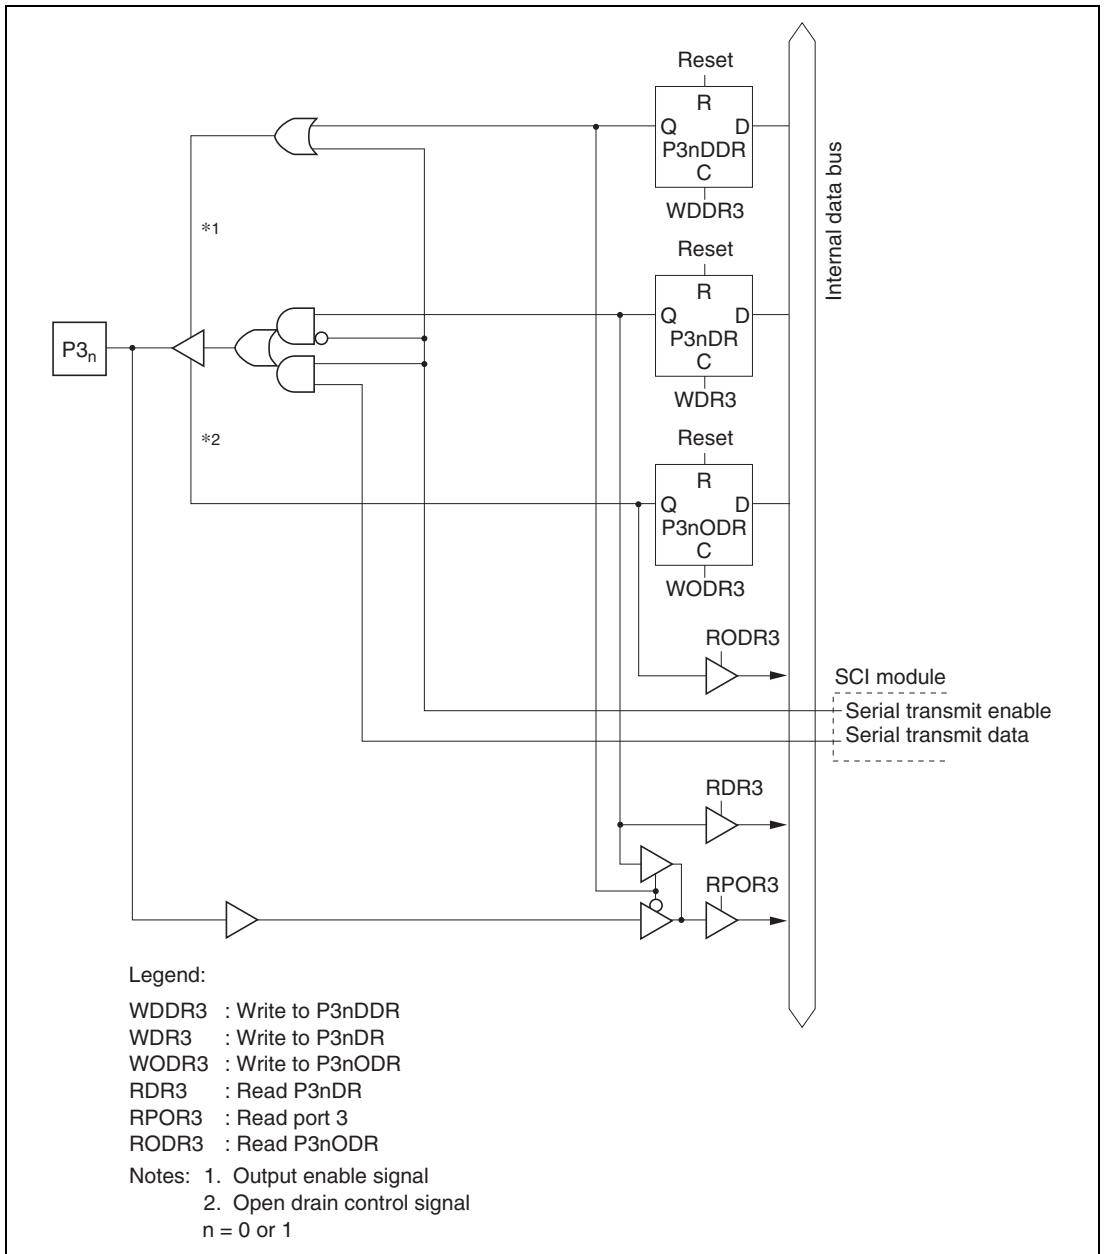 Reset
R
Q D
P3nDDR
C
WDDR3
Internal data bus
*1
Reset
R
Q D
P3nDR
C
WDR3
P3n
*2
Reset
R
Q D
P3nODR
C
WODR3
RODR3
SCI module
Serial transmit enable
Serial transmit data
RDR3
RPOR3
Legend:
WDDR3 : Write to P3nDDR
WDR3 : Write to P3nDR
WODR3 : Write to P3nODR
RDR3 : Read P3nDR
RPOR3 : Read port 3
RODR3 : Read P3nODR
Notes: 1. Output enable signal
2. Open drain control signal
n = 0 or 1